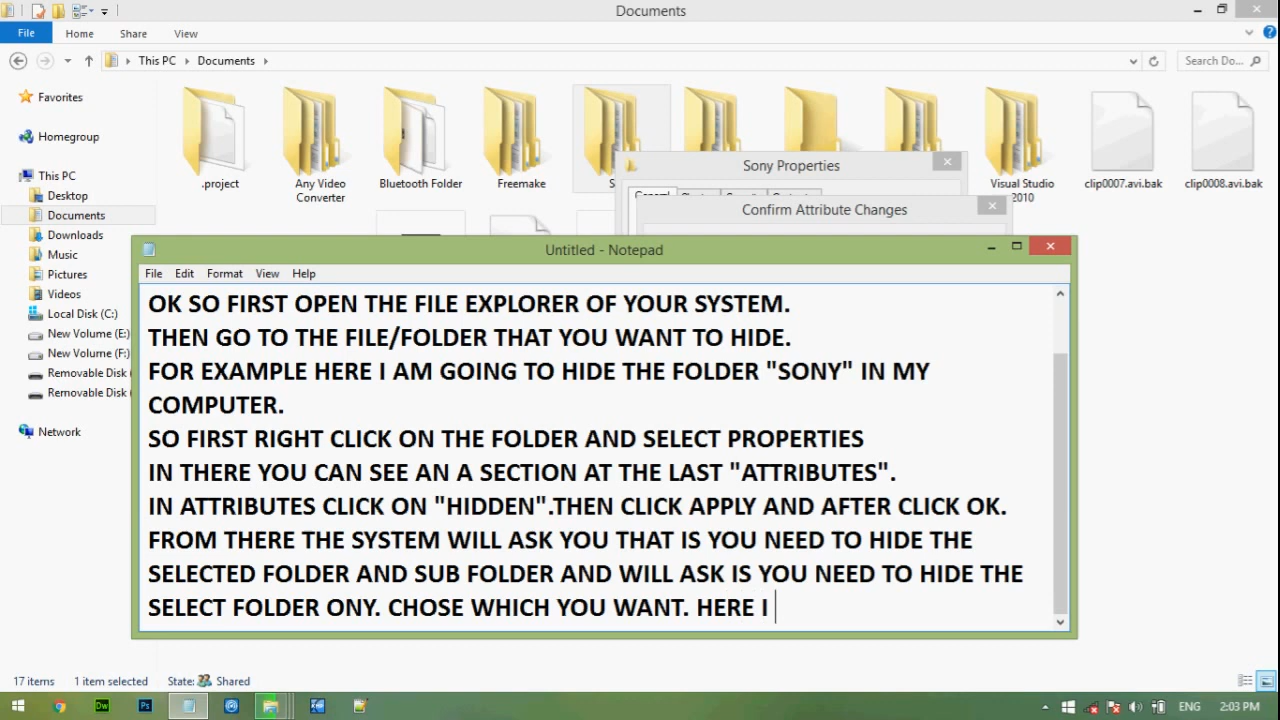 Documents
File Home Share View
This PC Documents
Search Do...
Favorites
Homegroup
This PC
Desktop
Documents
Downloads
Music
Pictures
Videos
Local Disk (C:)
New Volume (E:)
New Volume (F:)
Removable Disk
Removable Disk
Network
.project
Any Video
Converter
Bluetooth Folder
Freemake
Visual Studio
2010
clip0007.avi.bak
clip0008.avi.bak
Sony Properties
General
Confirm Attribute Changes
Untitled - Notepad
File Edit Format View Help
OK SO FIRST OPEN THE FILE EXPLORER OF YOUR SYSTEM.
THEN GO TO THE FILE/FOLDER THAT YOU WANT TO HIDE.
FOR EXAMPLE HERE I AM GOING TO HIDE THE FOLDER "SONY" IN MY
COMPUTER.
SO FIRST RIGHT CLICK ON THE FOLDER AND SELECT PROPERTIES
IN THERE YOU CAN SEE AN A SECTION AT THE LAST "ATTRIBUTES".
IN ATTRIBUTES CLICK ON "HIDDEN".THEN CLICK APPLY AND AFTER CLICK OK.
FROM THERE THE SYSTEM WILL ASK YOU THAT IS YOU NEED TO HIDE THE
SELECTED FOLDER AND SUB FOLDER AND WILL ASK IS YOU NEED TO HIDE THE
SELECT FOLDER ONY. CHOSE WHICH YOU WANT. HERE I
17 items 1 item selected State: Shared
Dw Ps
ENG 2:03 PM